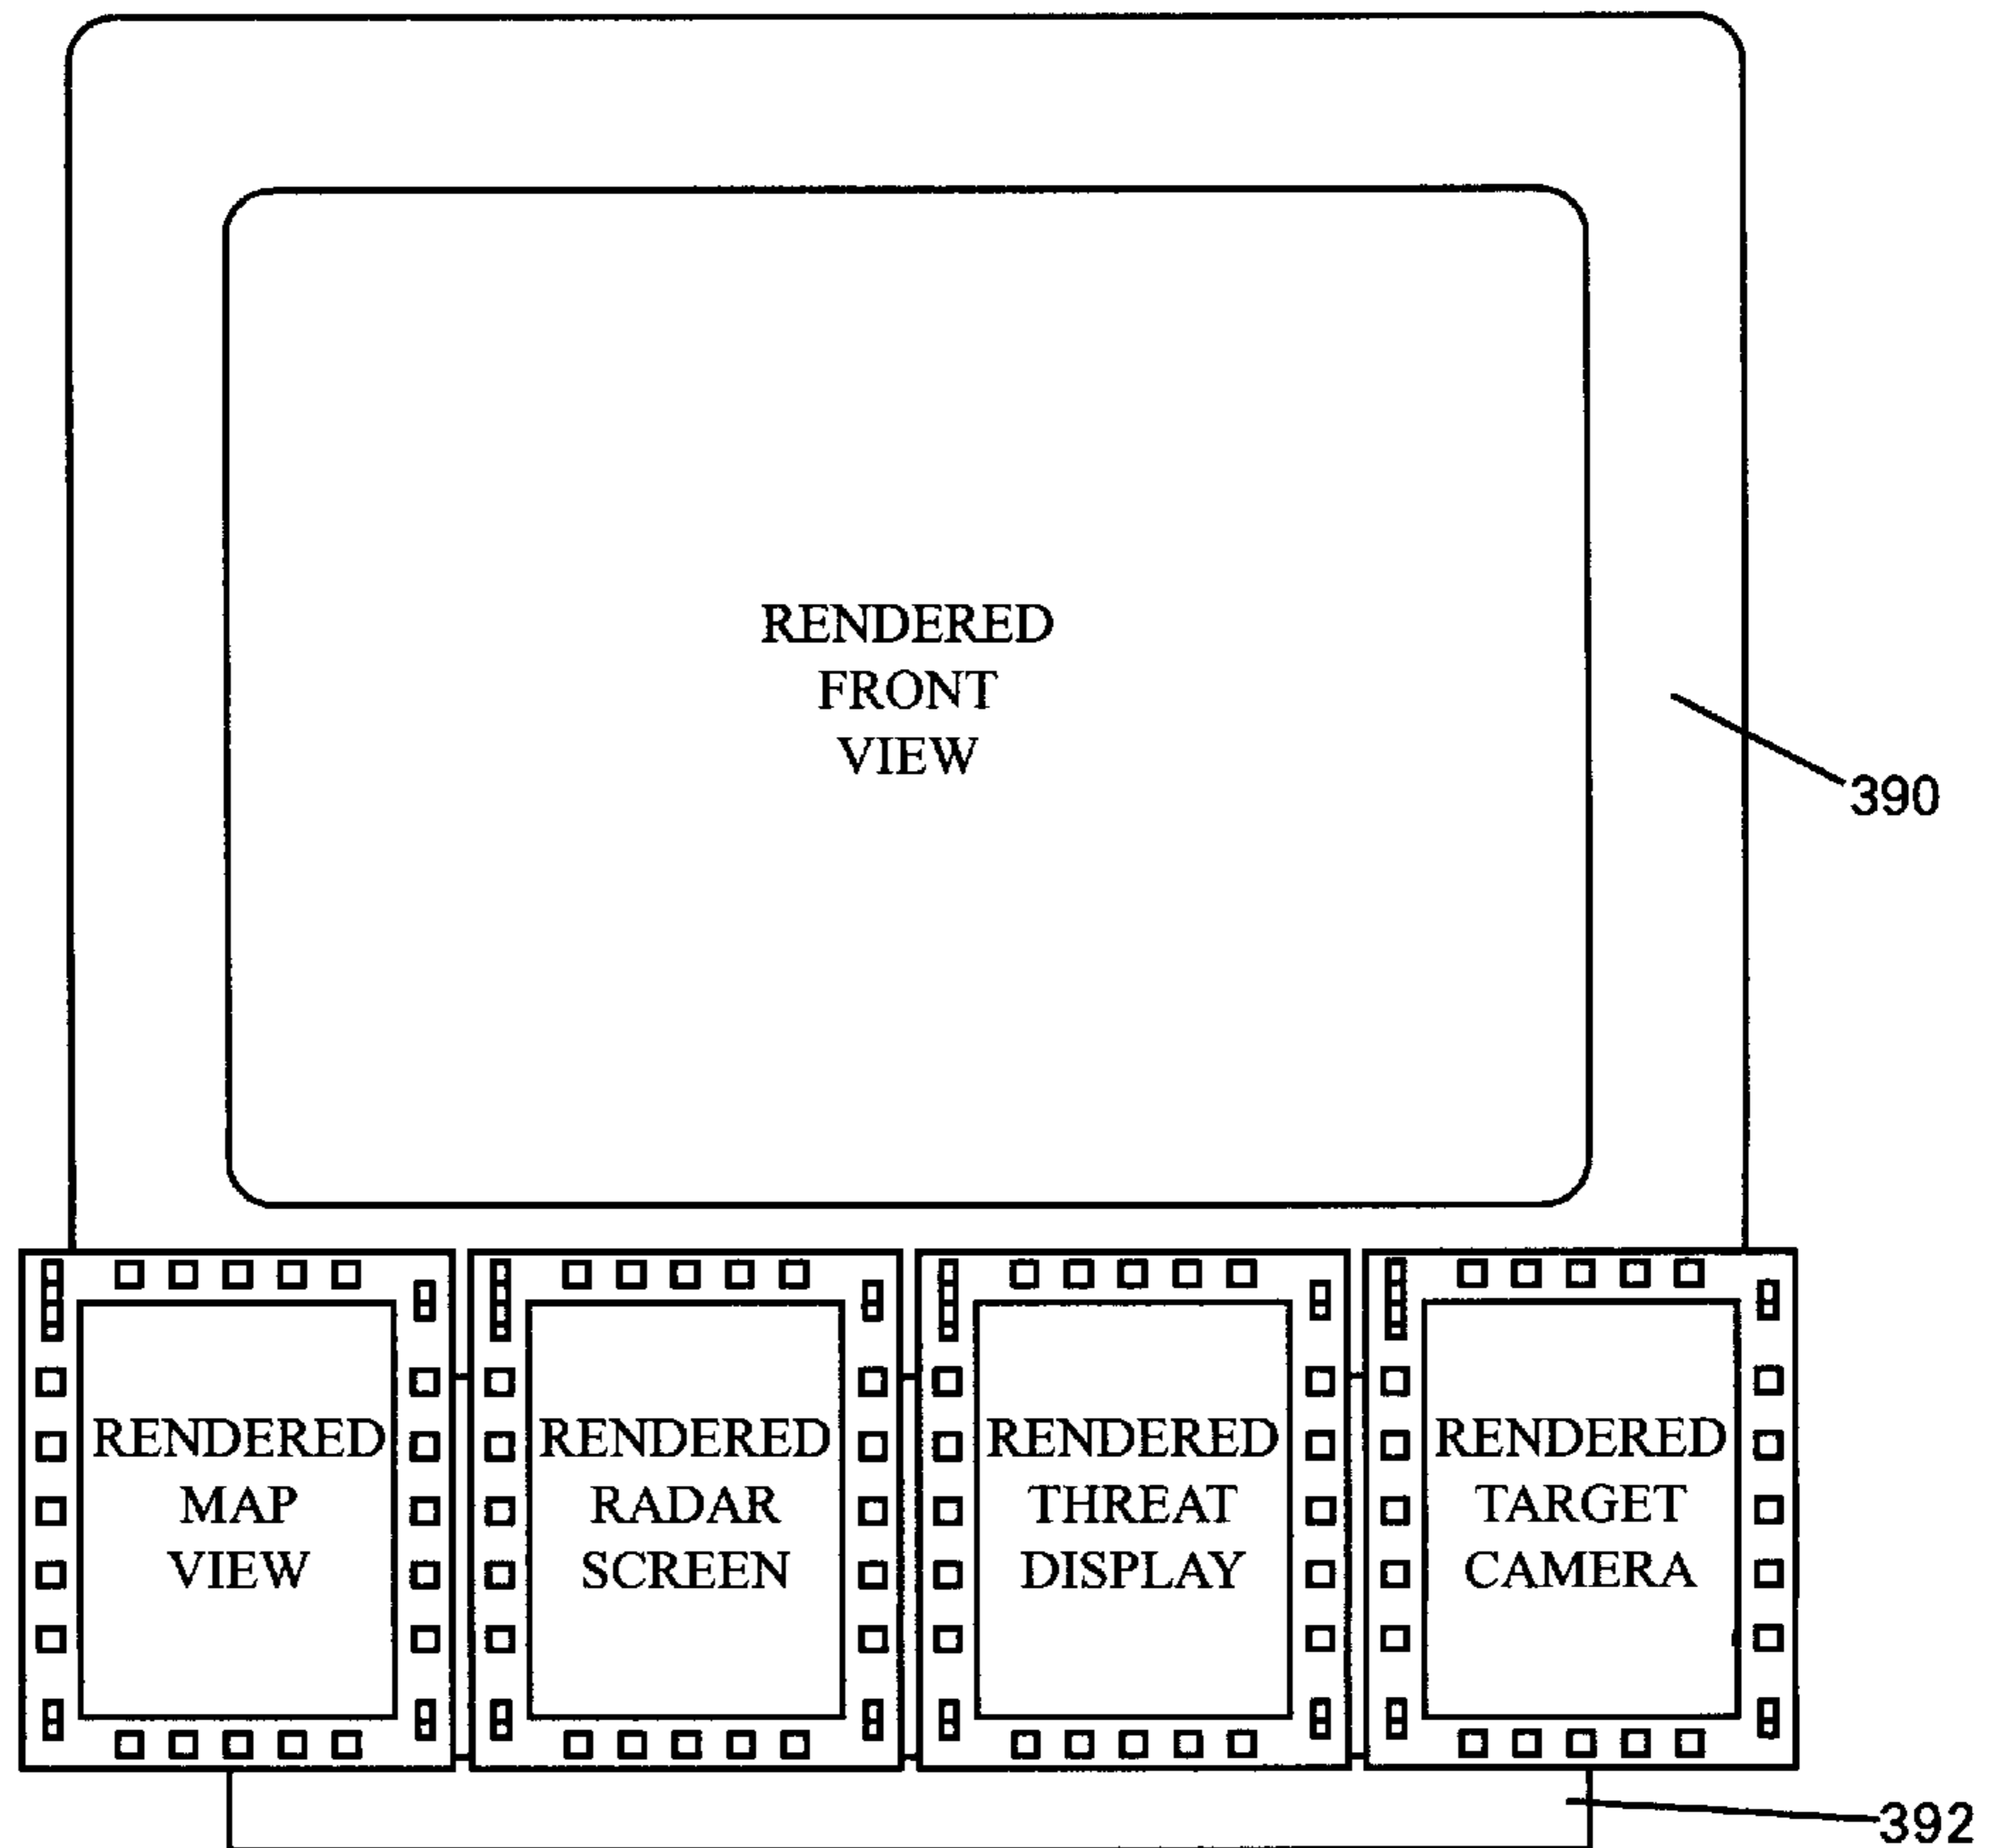 RENDERED
FRONT
VIEW
390
RENDERED
MAP
VIEW
RENDERED
RADAR
SCREEN
RENDERED
THREAT
DISPLAY
RENDERED
TARGET
CAMERA
392